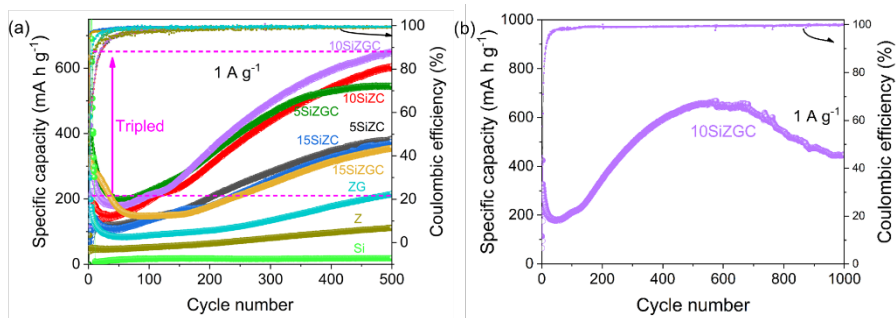 (a)
Specific capacity (mA h g⁻¹)
600
400
200
0
0
100
200
300
400
500
Cycle number
100
80
60
40
20
0
Coulombic efficiency (%)
1 A g⁻¹
Tripled
10SiZGC
10SiZC
5SiZGC
5SiZC
15SiZC
15SiZGC
ZG
Z
Si
(b)
Specific capacity (mA h g⁻¹)
1000
800
600
400
200
0
0
200
400
600
800
1000
Cycle number
100
80
60
40
20
0
Coulombic efficiency (%)
1 A g⁻¹
10SiZGC